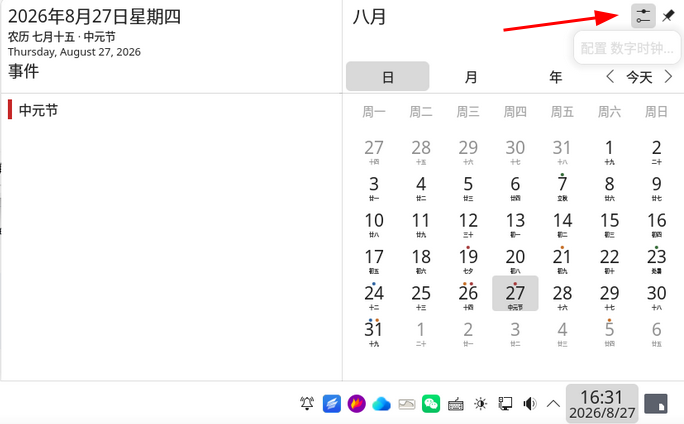 2026年8月27日星期四
农历 七月十五 · 中元节
Thursday, August 27, 2026
事件
中元节
八月
配置 数字时钟...
日 月 年 今天
周一 周二 周三 周四 周五 周六 周日
27 28 29 30 31 1 2
十四 十五 十六 十七 十八 十九 二十
3 4 5 6 7 8 9
廿一 廿二 廿三 廿四 立秋 廿六 廿七
10 11 12 13 14 15 16
廿八 廿九 三十 初一 初二 初三 初四
17 18 19 20 21 22 23
初五 初六 七夕 初八 初九 初十 处暑
24 25 26 27 28 29 30
十二 十三 十四 中元节 十六 十七 十八
31 1 2 3 4 5 6
十九 二十 廿一 廿二 廿三 廿四 廿五
16:31
2026/8/27